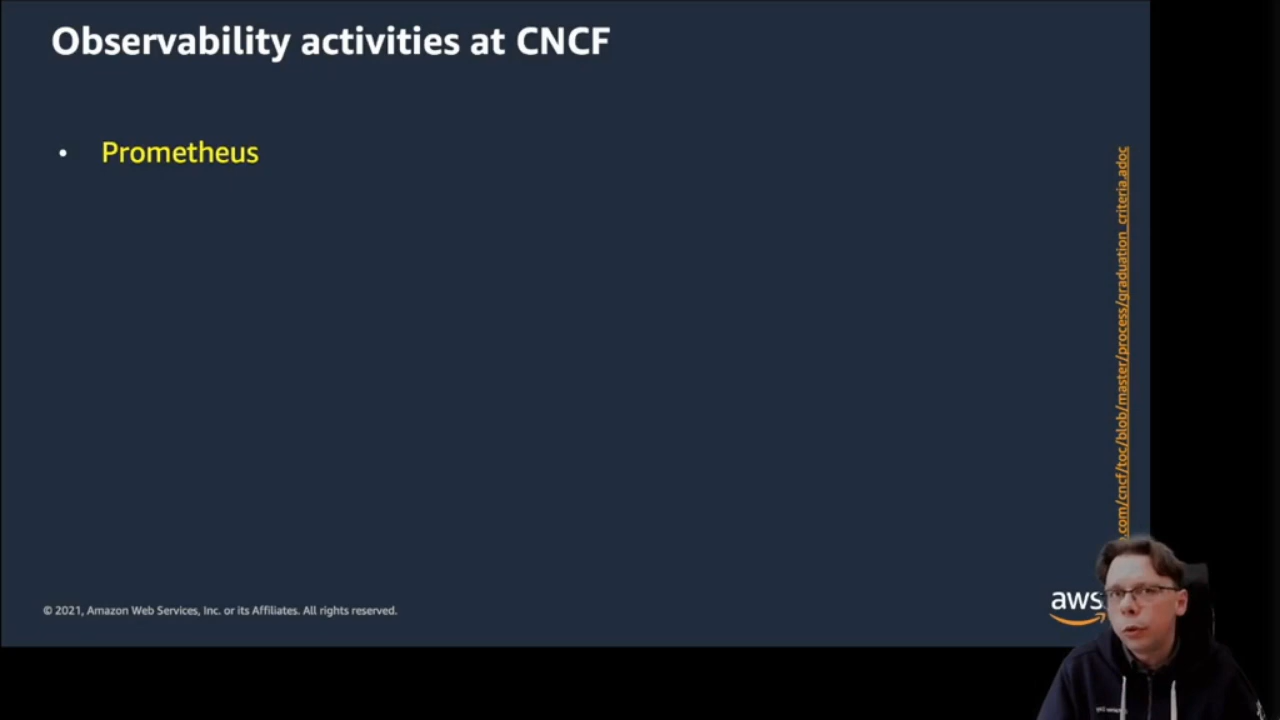 Observability activities at CNCF
• Prometheus
.com/cncf/toc/blob/master/process/graduation_criteria.adoc
© 2021, Amazon Web Services, Inc. or its Affiliates. All rights reserved.
aws